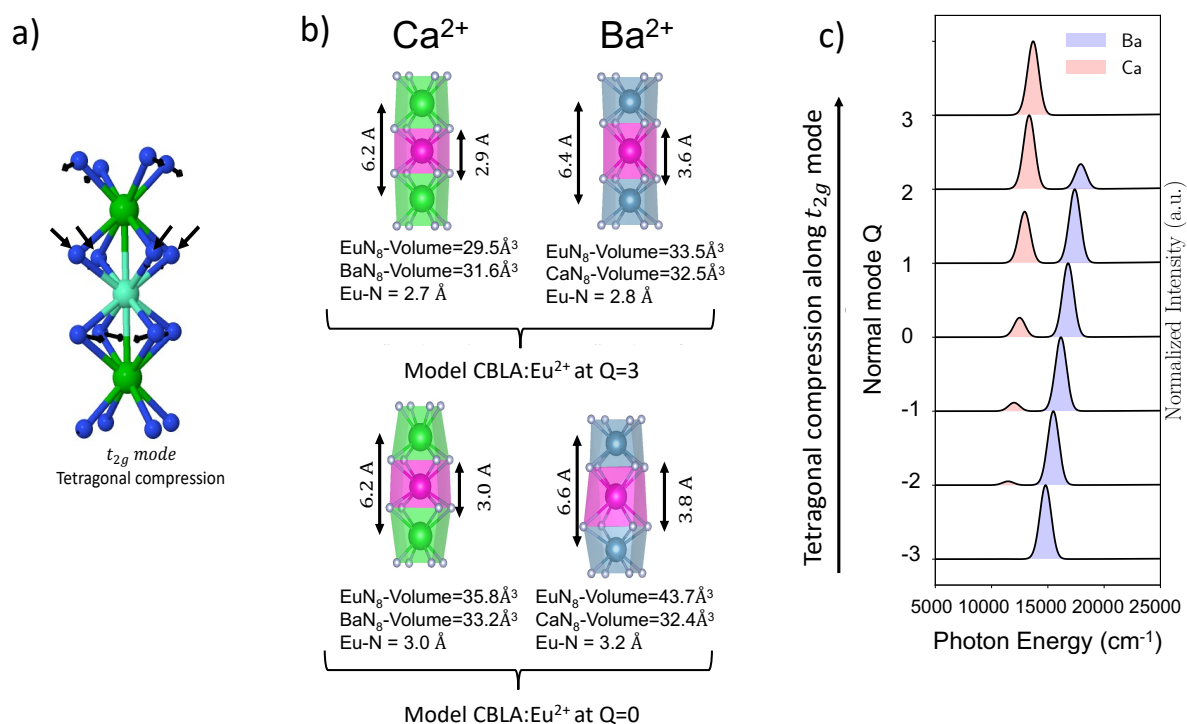 a)
t2g mode
Tetragonal compression
b)
Ca2+
Ba2+
6.2 A
2.9 A
6.4 A
3.6 A
EuN8-Volume=29.5Å3
BaN8-Volume=31.6Å3
Eu-N = 2.7 Å
EuN8-Volume=33.5Å3
CaN8-Volume=32.5Å3
Eu-N = 2.8 Å
Model CBLA:Eu2+ at Q=3
6.2 A
3.0 A
6.6 A
3.8 A
EuN8-Volume=35.8Å3
BaN8-Volume=33.2Å3
Eu-N = 3.0 Å
EuN8-Volume=43.7Å3
CaN8-Volume=32.4Å3
Eu-N = 3.2 Å
Model CBLA:Eu2+ at Q=0
c)
Tetragonal compression along t2g mode
Normal mode Q
Ba
Ca
3
2
1
0
-1
-2
-3
Normalized Intensity (a.u.)
5000 10000 15000 20000 25000
Photon Energy (cm-1)